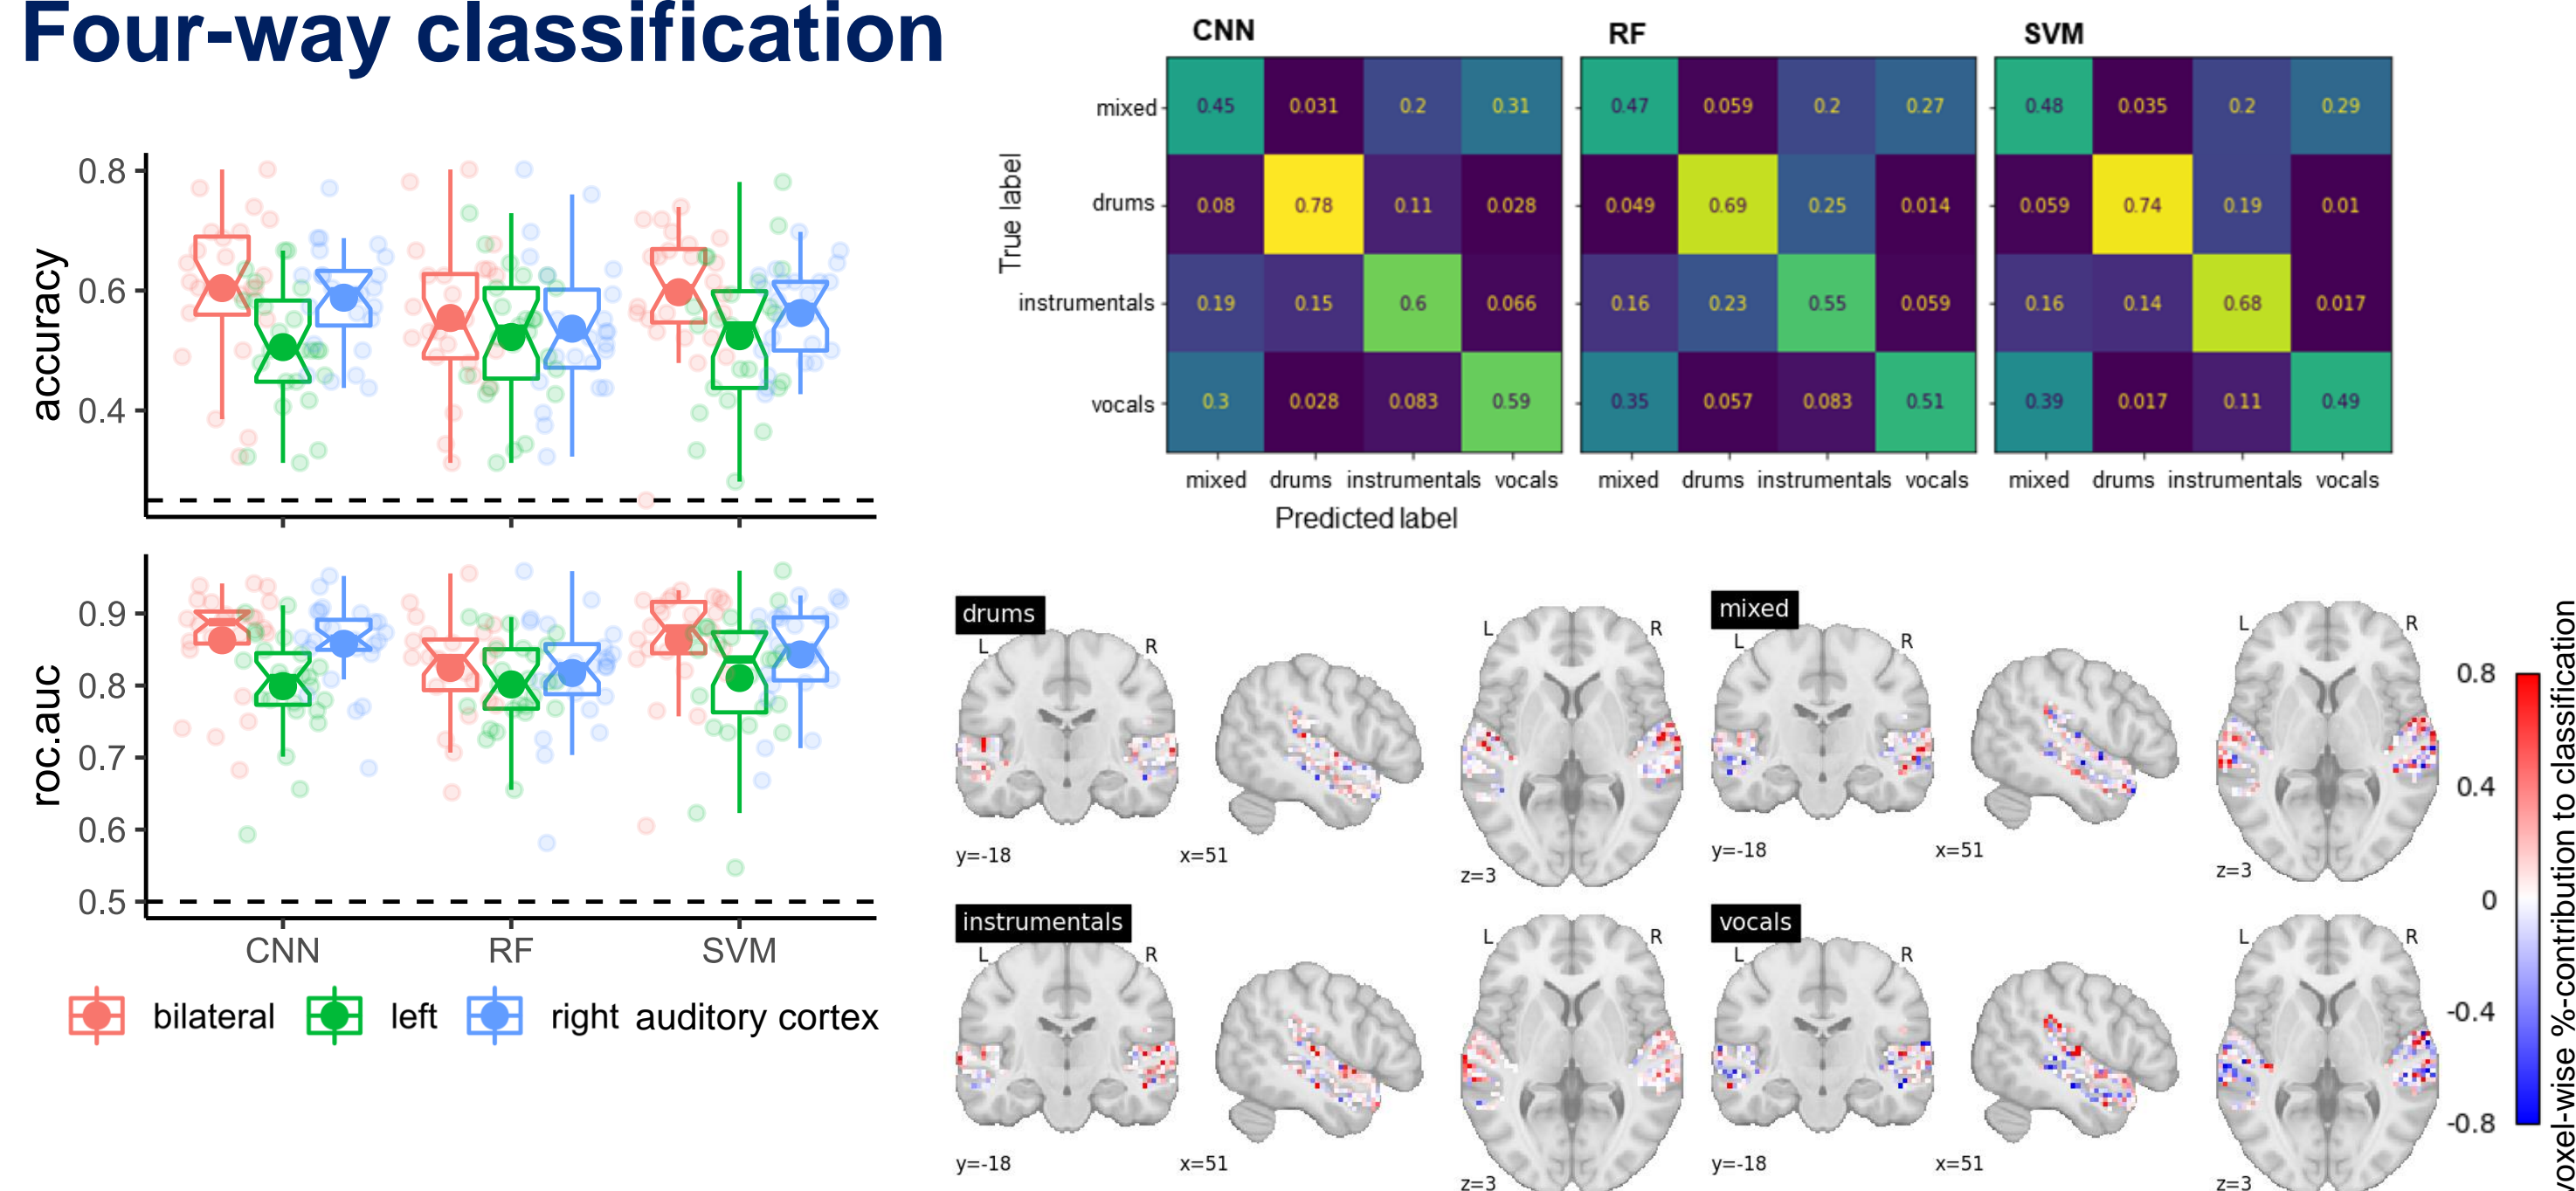 Four-way classification
accuracy
0.8
0.6
0.4
roc.auc
0.9
0.8
0.7
0.6
0.5
CNN RF SVM
bilateral left right auditory cortex
CNN RF SVM
True label
mixed 0.45 0.031 0.2 0.31 0.47 0.059 0.2 0.27 0.48 0.035 0.2 0.29
drums 0.08 0.78 0.11 0.028 0.049 0.69 0.25 0.014 0.059 0.74 0.19 0.01
instrumentals 0.19 0.15 0.6 0.066 0.16 0.23 0.55 0.059 0.16 0.14 0.68 0.017
vocals 0.3 0.028 0.083 0.59 0.35 0.057 0.083 0.51 0.39 0.017 0.11 0.49
mixed drums instrumentals vocals mixed drums instrumentals vocals mixed drums instrumentals vocals
Predicted label
drums
L R L R
y=-18 x=51 z=3
mixed
L R L R
y=-18 x=51 z=3
instrumentals
L R L R
y=-18 x=51 z=3
vocals
L R L R
y=-18 x=51 z=3
0.8
0.4
0
-0.4
-0.8
voxel-wise %-contribution to classification